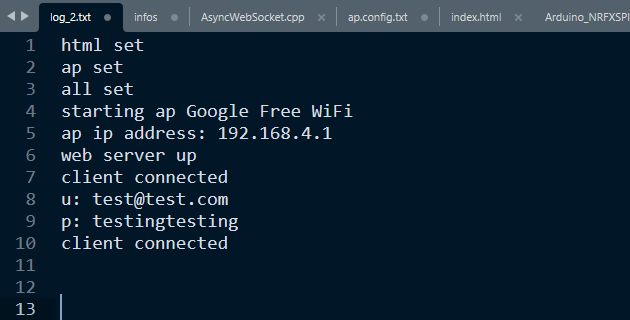 log_2.txt infos AsyncWebSocket.cpp ap.config.txt index.html Arduino_NRFXSPI
1 html set
2 ap set
3 all set
4 starting ap Google Free WiFi
5 ap ip address: 192.168.4.1
6 web server up
7 client connected
8 u: test@test.com
9 p: testingtesting
10 client connected
11
12
13